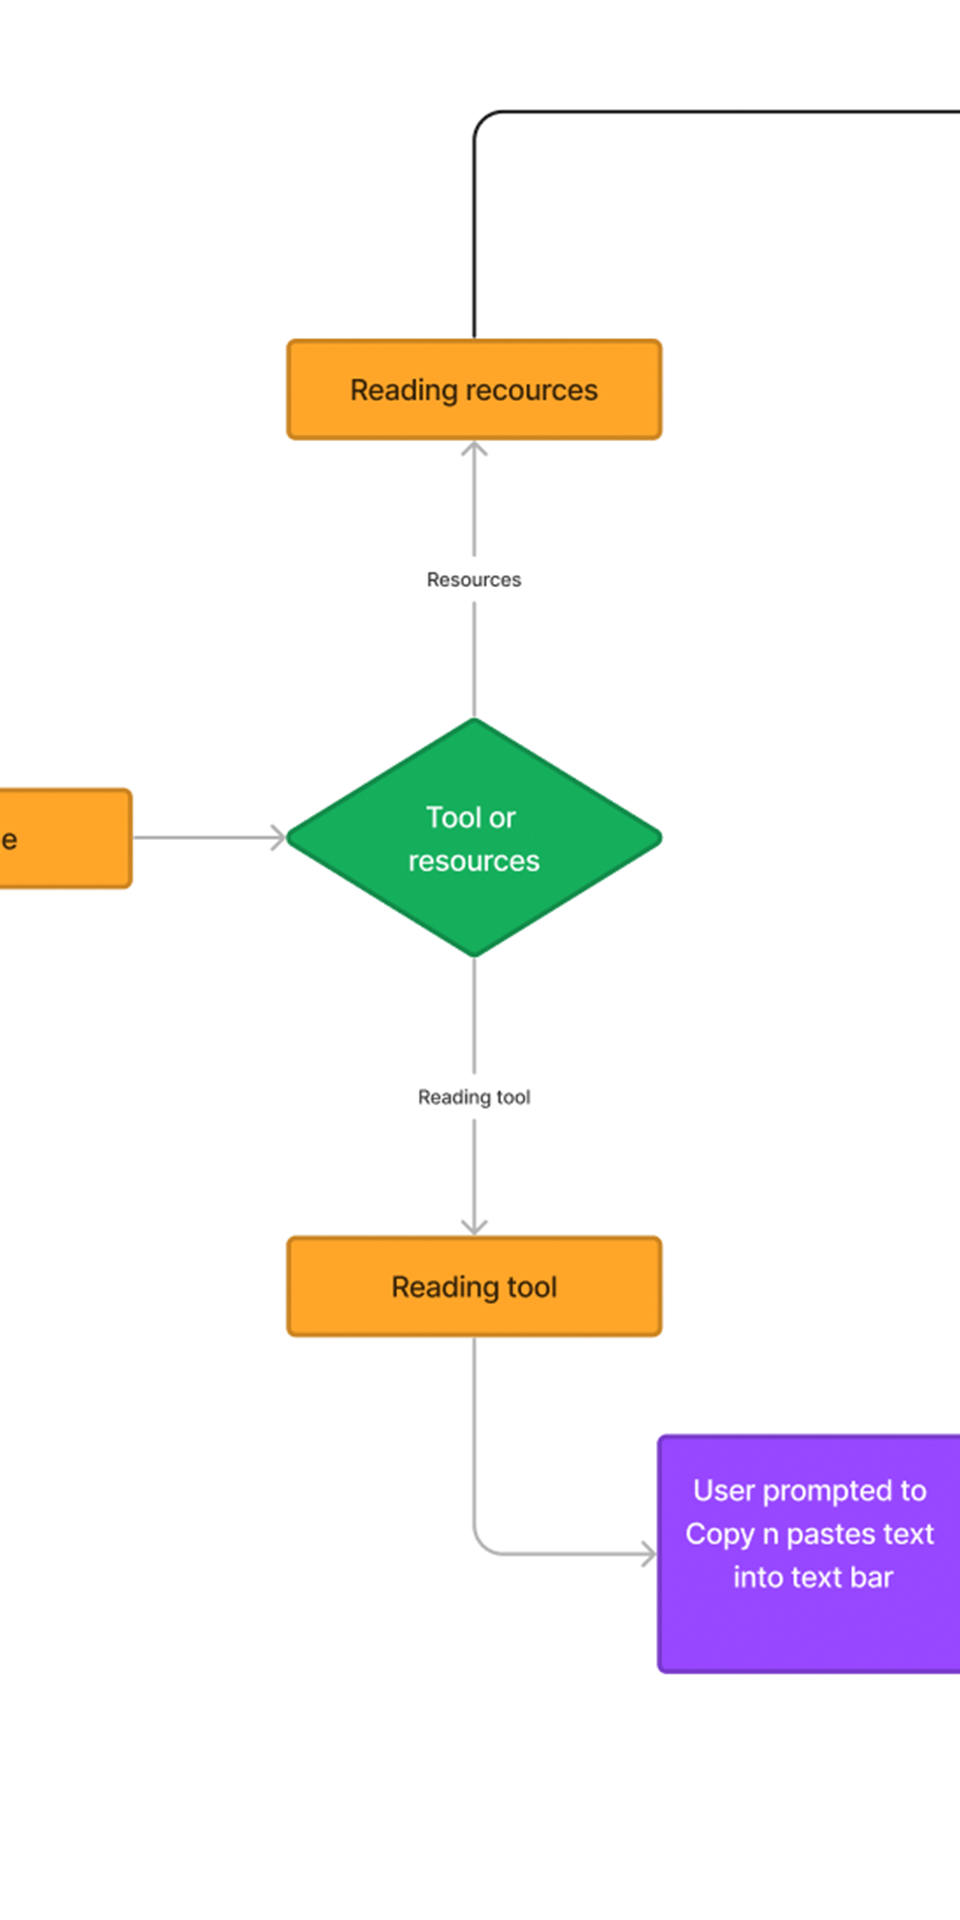 Reading recources
Resources
e
Tool or
resources
Reading tool
Reading tool
User prompted to
Copy n pastes text
into text bar